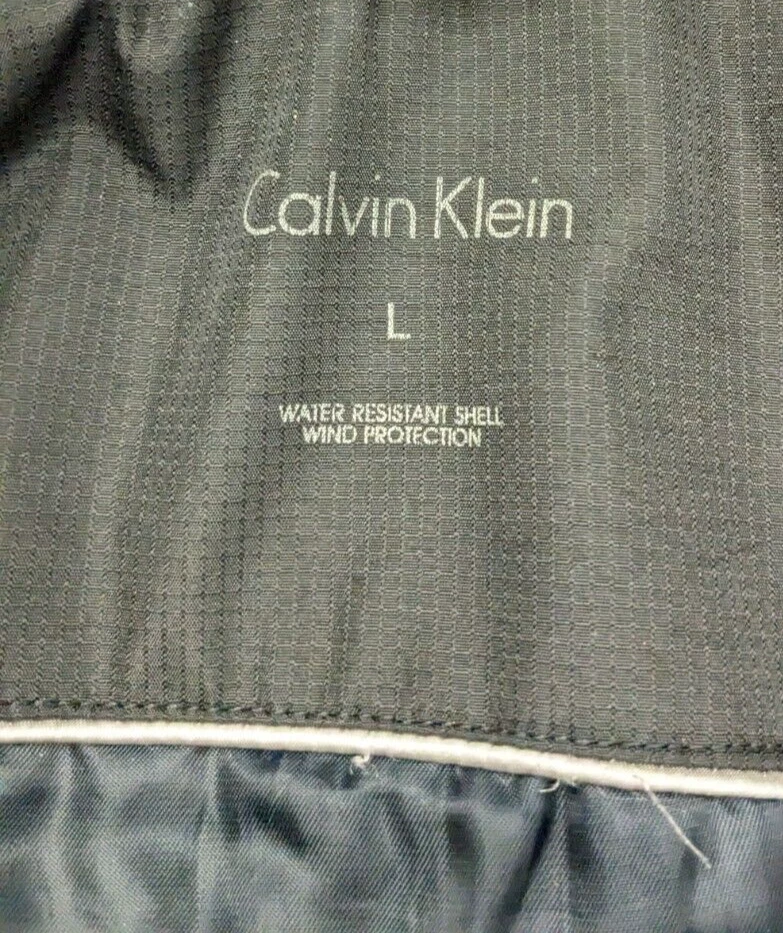 Calvin Klein
L
WATER RESISTANT SHELL
WIND PROTECTION